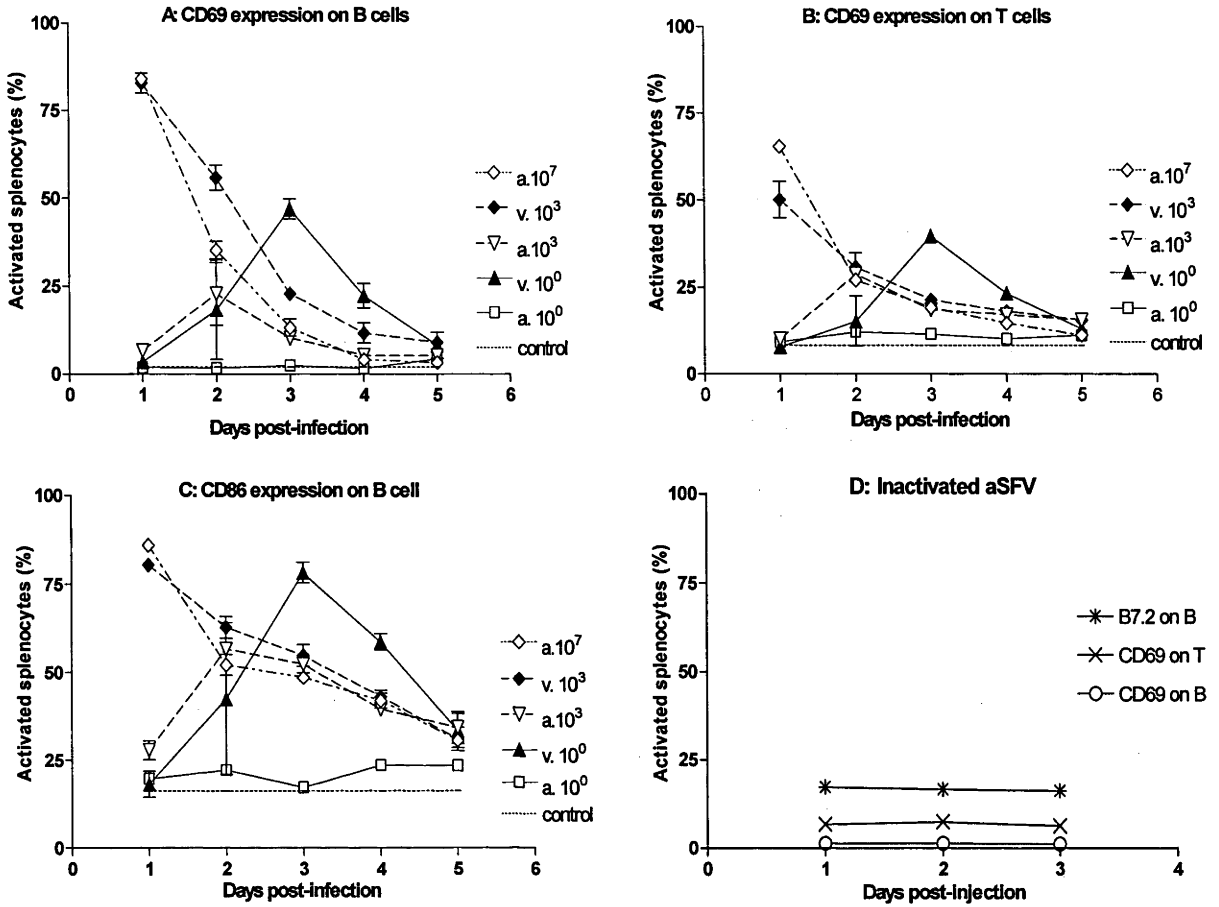 A: CD69 expression on B cells
100
75
50
25
0
Activated splenocytes (%)
0 1 2 3 4 5 6
Days post-infection
a.10⁷
v. 10³
a.10³
v. 10⁰
a. 10⁰
control
B: CD69 expression on T cells
100
75
50
25
0
Activated splenocytes (%)
0 1 2 3 4 5 6
Days post-infection
a.10⁷
v. 10³
a.10³
v. 10⁰
a. 10⁰
control
C: CD86 expression on B cell
100
75
50
25
0
Activated splenocytes (%)
0 1 2 3 4 5 6
Days post-infection
a.10⁷
v. 10³
a.10³
v. 10⁰
a. 10⁰
control
D: Inactivated aSFV
100
75
50
25
0
Activated splenocytes (%)
0 1 2 3 4
Days post-injection
B7.2 on B
CD69 on T
CD69 on B